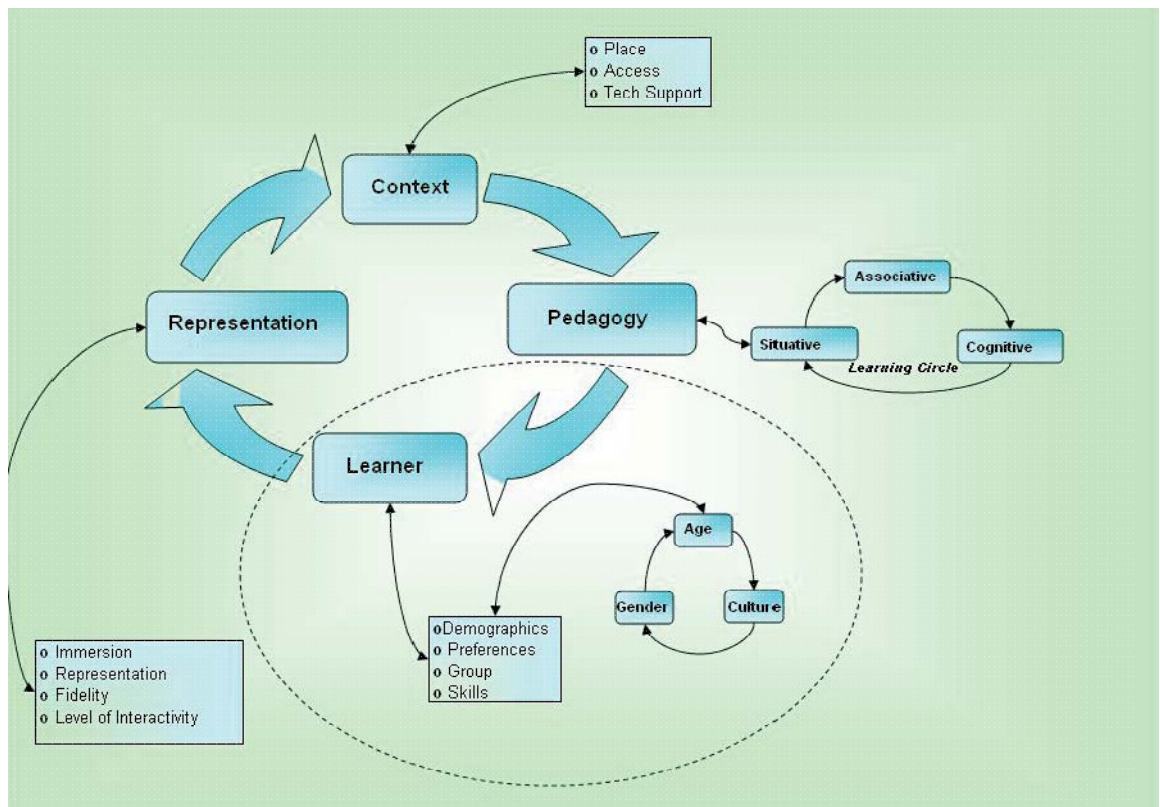 o Place
o Access
o Tech Support
Context
Representation
Pedagogy
Associative
Situative
Cognitive
Learning Circle
Learner
Age
Gender
Culture
oDemographics
o Preferences
o Group
o Skills
o Immersion
o Representation
o Fidelity
o Level of Interactivity